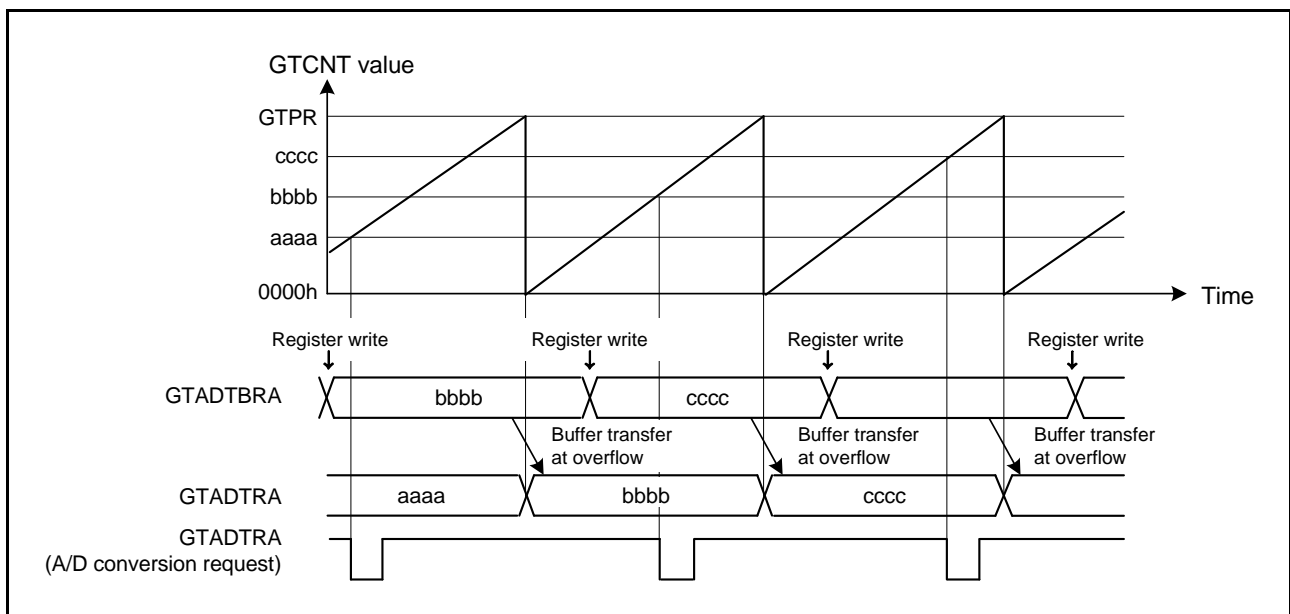 GTCNT value
GTPR
cccc
bbbb
aaaa
0000h
Time
Register write
Register write
Register write
Register write
GTADTBRA
bbbb
cccc
Buffer transfer
at overflow
Buffer transfer
at overflow
Buffer transfer
at overflow
GTADTRA
aaaa
bbbb
cccc
GTADTRA
(A/D conversion request)